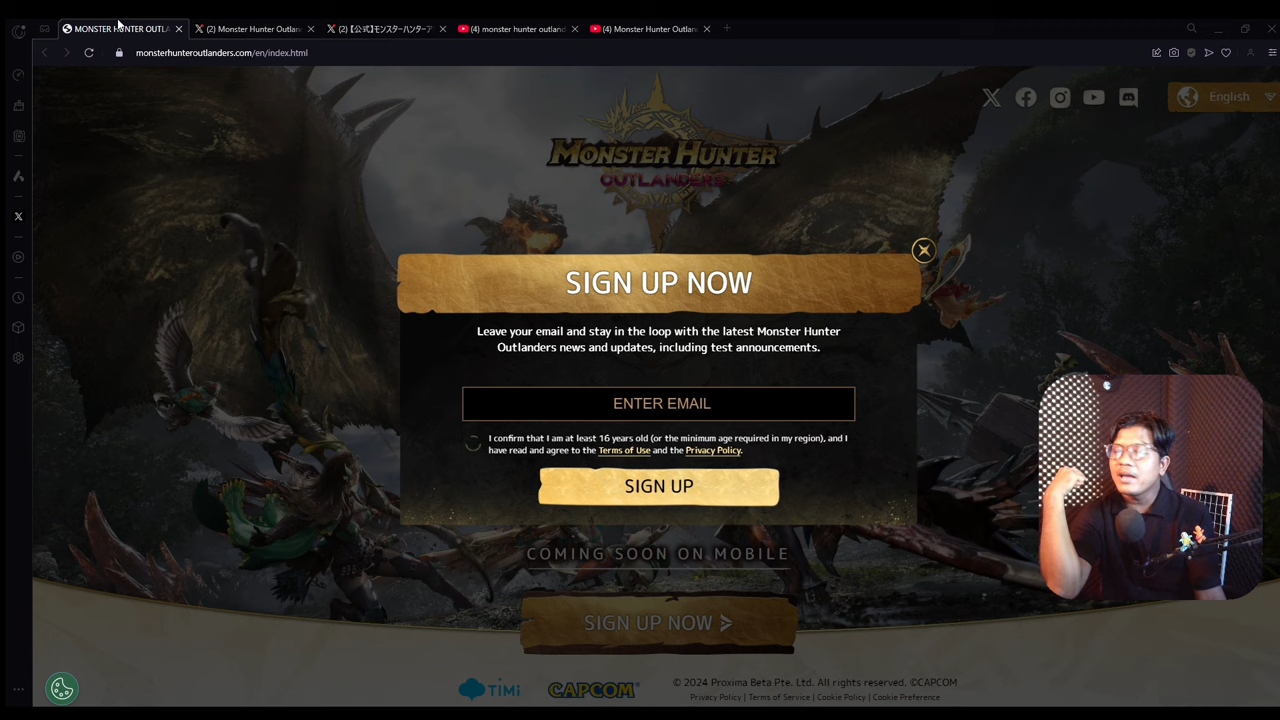 MONSTER HUNTER OUTLA
(2) Monster Hunter Outlan
(2) 【公式】モンスターハンターア
(4) monster hunter outland
(4) Monster Hunter Outlan
monsterhunteroutlanders.com/en/index.html
English
MONSTER HUNTER
OUTLANDERS
SIGN UP NOW
Leave your email and stay in the loop with the latest Monster Hunter
Outlanders news and updates, including test announcements.
ENTER EMAIL
I confirm that I am at least 16 years old (or the minimum age required in my region), and I
have read and agree to the Terms of Use and the Privacy Policy.
SIGN UP
COMING SOON ON MOBILE
SIGN UP NOW
TiMi
CAPCOM
© 2024 Proxima Beta Pte. Ltd. All rights reserved. ©CAPCOM
Privacy Policy | Terms of Service | Cookie Policy | Cookie Preference